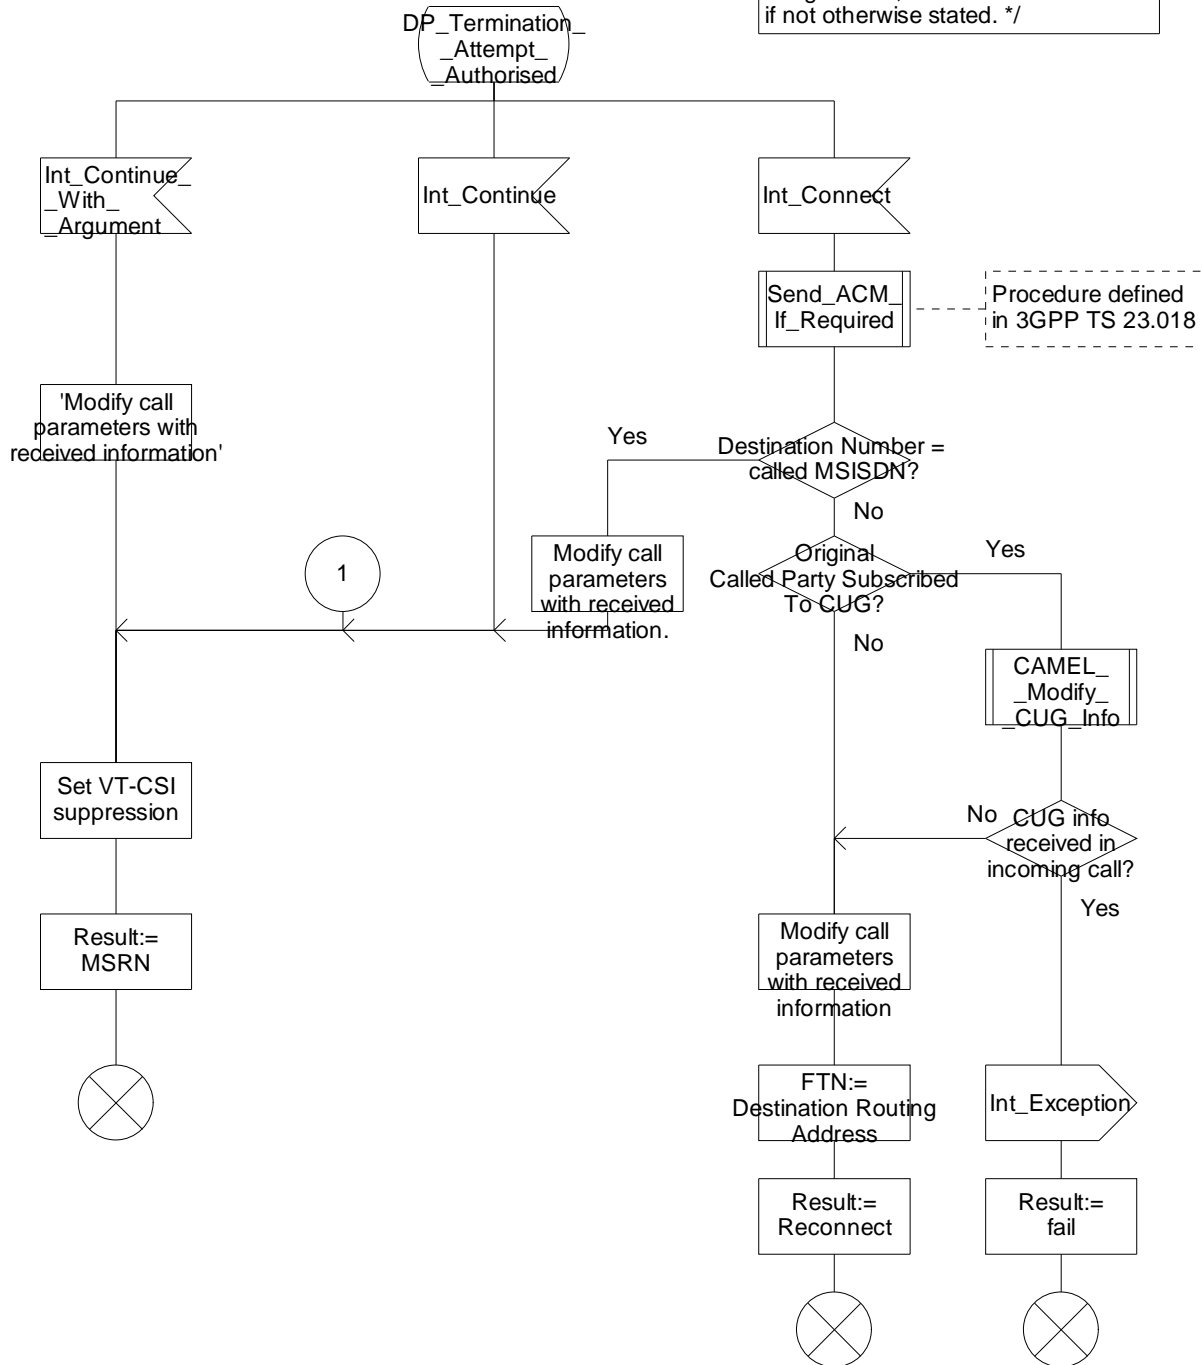 if not otherwise stated. */
DP_Termination_
_Attempt_
_Authorised
Int_Continue_
_With_
_Argument
Int_Continue
Int_Connect
Send_ACM_
If_Required
Procedure defined
in 3GPP TS 23.018
'Modify call
parameters with
received information'
Yes
Destination Number =
called MSISDN?
No
1
Modify call
parameters
with received
information.
Original
Called Party Subscribed
To CUG?
Yes
No
CAMEL_
_Modify_
_CUG_Info
Set VT-CSI
suppression
No
CUG info
received in
incoming call?
Yes
Result:=
MSRN
Modify call
parameters
with received
information
FTN:=
Destination Routing
Address
Int_Exception
Result:=
Reconnect
Result:=
fail